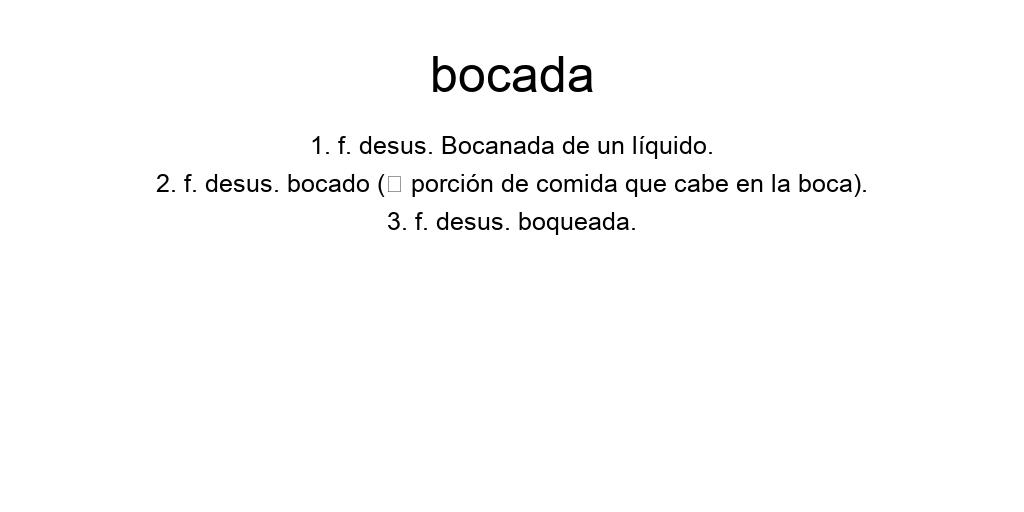 bocada
1. f. desus. Bocanada de un líquido.
2. f. desus. bocado (▯ porción de comida que cabe en la boca).
3. f. desus. boqueada.